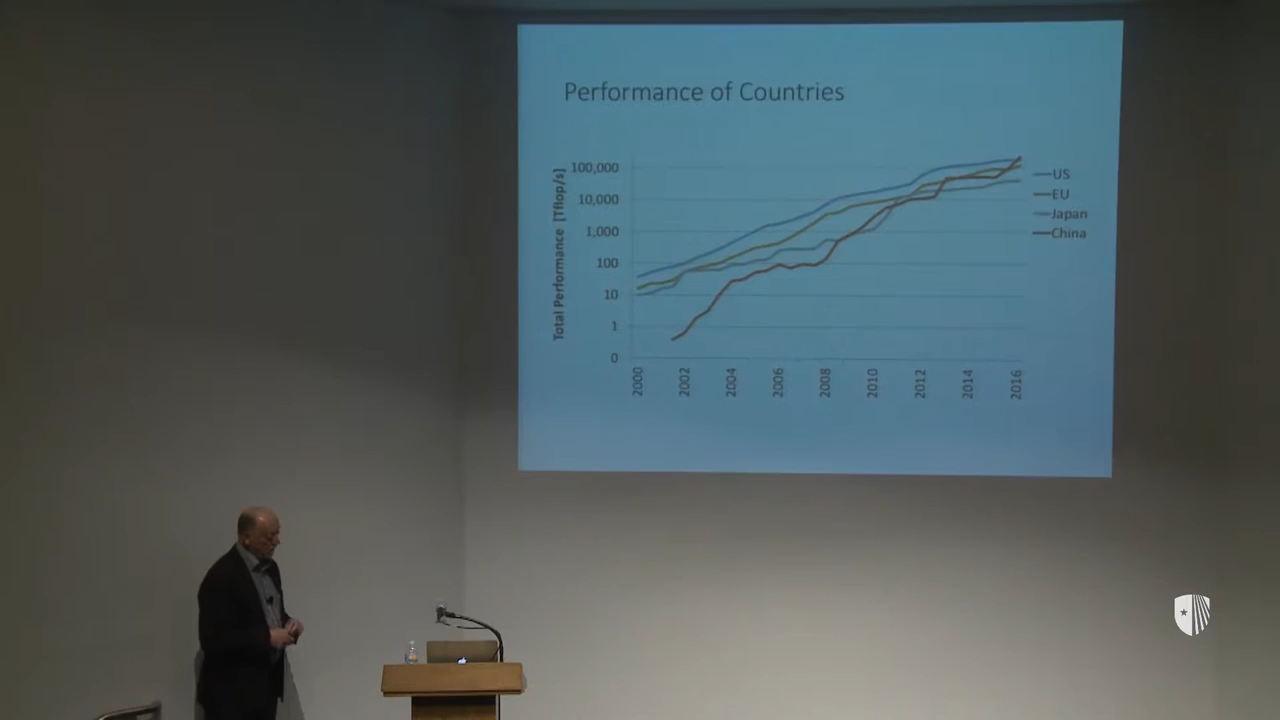 Performance of Countries
Total Performance [Tflop/s]
100,000
10,000
1,000
100
10
1
0
2000
2002
2004
2006
2008
2010
2012
2014
2016
US
EU
Japan
China